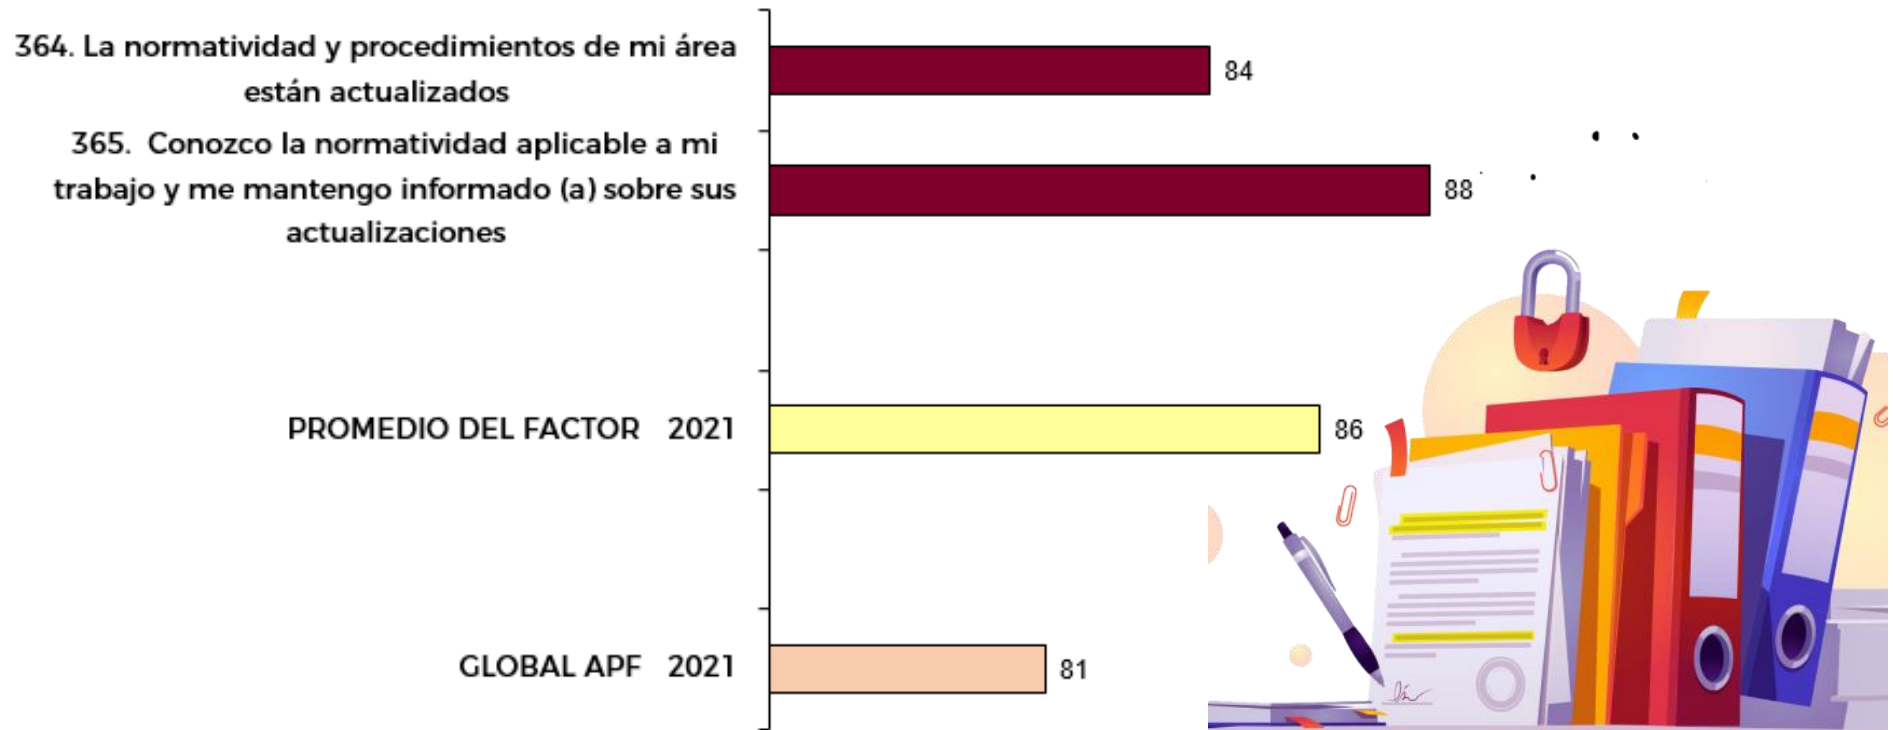 364. La normatividad y procedimientos de mi área
están actualizados
84
365. Conozco la normatividad aplicable a mi
trabajo y me mantengo informado (a) sobre sus
actualizaciones
88
PROMEDIO DEL FACTOR 2021
86
GLOBAL APF 2021
81